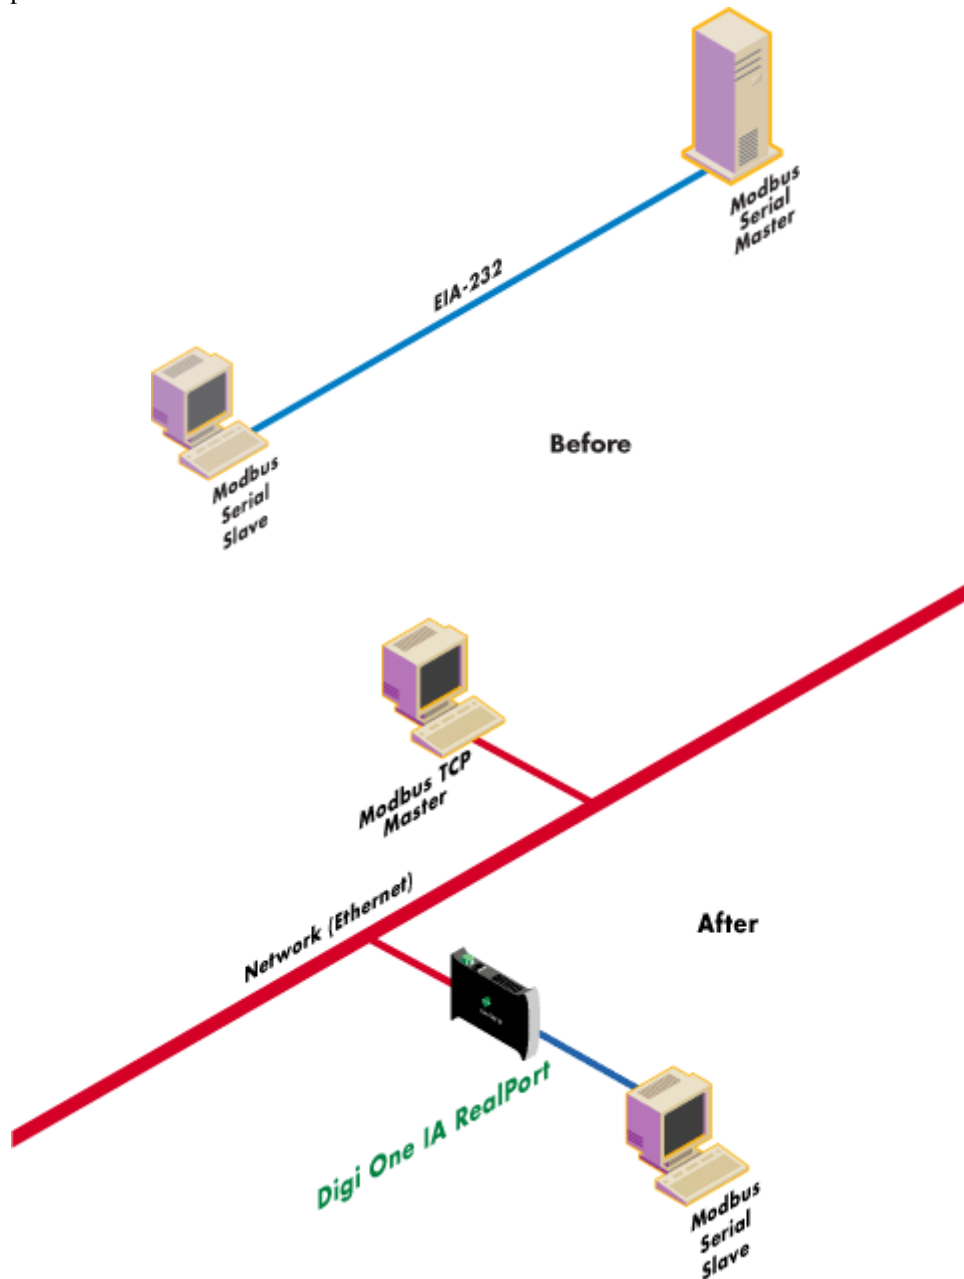 Modbus
Serial
Master
EIA-232
Before
Modbus
Serial
Slave
Modbus TCP
Master
Network (Ethernet)
After
Digi One IA RealPort
Modbus
Serial
Slave